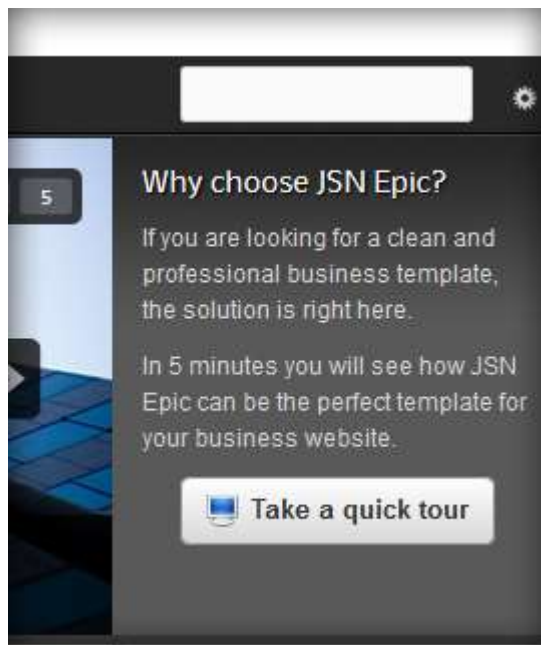 5
Why choose JSN Epic?
If you are looking for a clean and
professional business template,
the solution is right here.
In 5 minutes you will see how JSN
Epic can be the perfect template for
your business website.
Take a quick tour